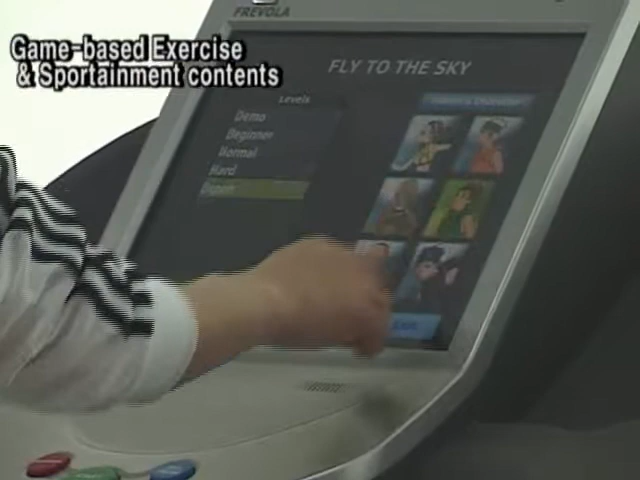 FREVOLA
Game-based Exercise
& Sportainment contents
FLY TO THE SKY
Levels
Demo
Beginner
Normal
Hard